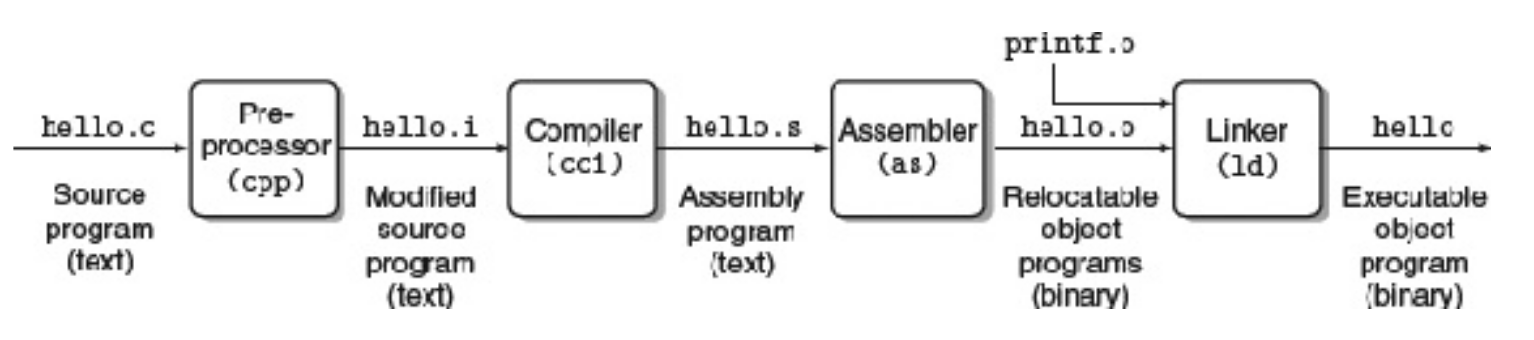 printf.o
hello.c
Pre-
processor
(cpp)
hello.i
Compiler
(cc1)
hello.s
Assembler
(as)
hello.o
Linker
(ld)
hello
Source
program
(text)
Modified
source
program
(text)
Assembly
program
(text)
Relocatable
object
programs
(binary)
Executable
object
program
(binary)